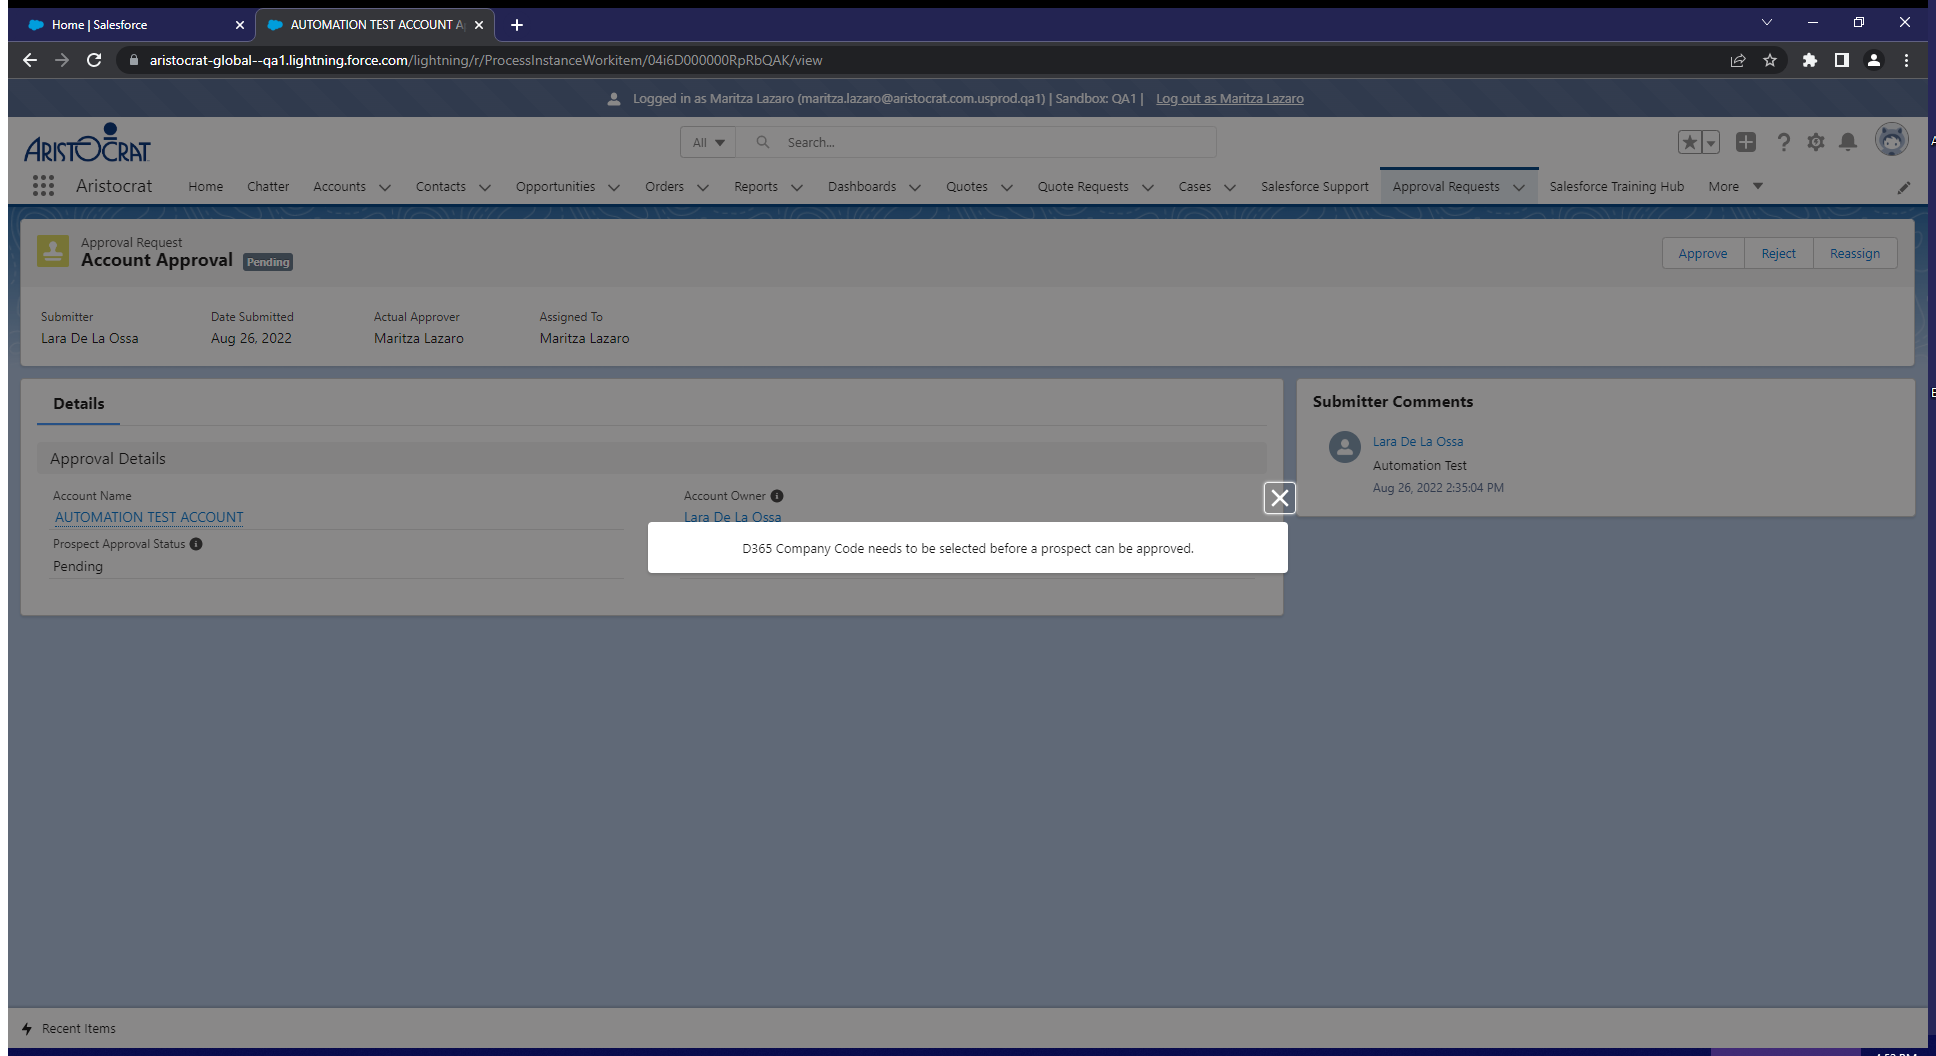 Home | Salesforce
AUTOMATION TEST ACCOUNT A
aristocrat-global--qa1.lightning.force.com/lightning/r/ProcessInstanceWorkitem/04i6D000000RpRbQAK/view
Logged in as Maritza Lazaro (maritza.lazaro@aristocrat.com.usprod.qa1) | Sandbox: QA1 | Log out as Maritza Lazaro
ARISTOCRAT
All
Search...
Aristocrat Home Chatter Accounts Contacts Opportunities Orders Reports Dashboards Quotes Quote Requests Cases Salesforce Support Approval Requests Salesforce Training Hub More
Approval Request
Account Approval Pending
Approve Reject Reassign
Submitter Date Submitted Actual Approver Assigned To
Lara De La Ossa Aug 26, 2022 Maritza Lazaro Maritza Lazaro
Details
Approval Details
Account Name Account Owner
AUTOMATION TEST ACCOUNT Lara De La Ossa
Prospect Approval Status
Pending
D365 Company Code needs to be selected before a prospect can be approved.
Submitter Comments
Lara De La Ossa
Automation Test
Aug 26, 2022 2:35:04 PM
Recent Items